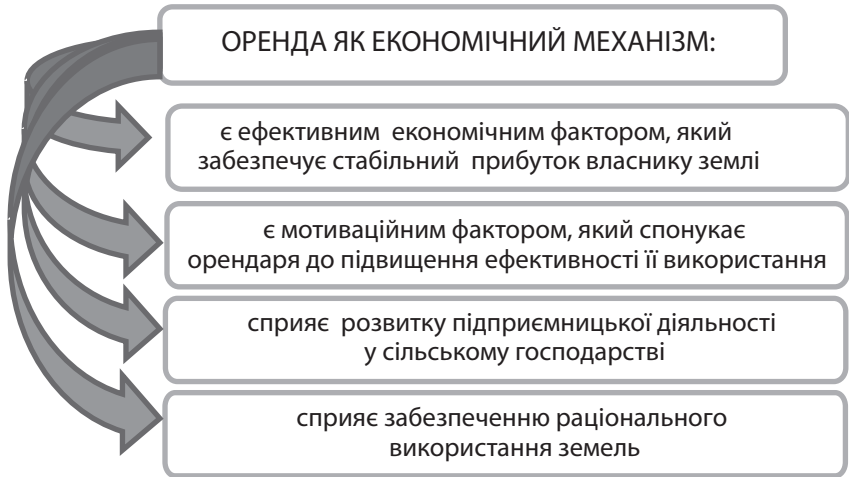 ОРЕНДА ЯК ЕКОНОМІЧНИЙ МЕХАНІЗМ:
є ефективним економічним фактором, який
забезпечує стабільний прибуток власнику землі
є мотиваційним фактором, який спонукає
орендаря до підвищення ефективності її використання
сприяє розвитку підприємницької діяльності
у сільському господарстві
сприяє забезпеченню раціонального
використання земель